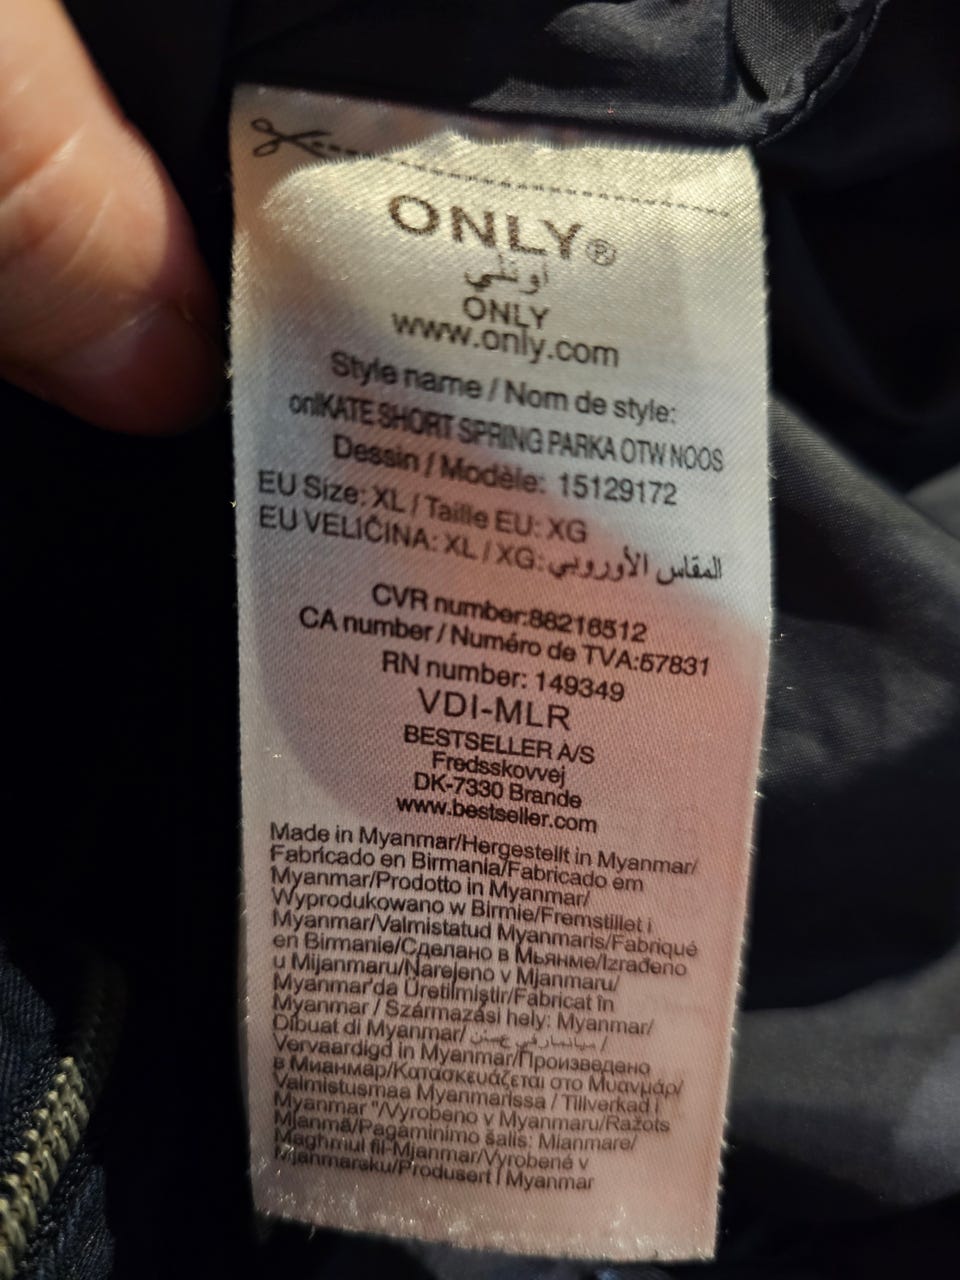 ONLY®
أونلي
ONLY
www.only.com
Style name / Nom de style:
onlKATE SHORT SPRING PARKA OTW NOOS
Dessin / Modèle: 15129172
EU Size: XL / Taille EU: XG
EU VELIČINA: XL / XG: المقاس الأوروبي
CVR number:88216512
CA number / Numéro de TVA:57831
RN number: 149349
VDI-MLR
BESTSELLER A/S
Fredsskovvej
DK-7330 Brande
www.bestseller.com
Made in Myanmar/Hergestellt in Myanmar/
Fabricado en Birmania/Fabricado em
Myanmar/Prodotto in Myanmar/
Wyprodukowano w Birmie/Fremstillet i
Myanmar/Valmistatud Myanmaris/Fabriqué
en Birmanie/Сделано в Мьянме/Izrađeno
u Mijanmaru/Narejeno v Mjanmaru/
Myanmar'da Üretilmiştir/Fabricat în
Myanmar / Származási hely: Myanmar/
Dibuat di Myanmar/ /
Vervaardigd in Myanmar/Произведено
в Мианмар/Κατασκευάζεται στο Μυανμάρ/
Valmistusmaa Myanmarissa / Tillverkad i
Myanmar "/Vyrobeno v Myanmaru/Ražots
Mjanmā/Pagaminimo šalis: Mianmare/
Magħmul fil-Mjanmar/Vyrobené v
Mjanmarsku/Produsert i Myanmar